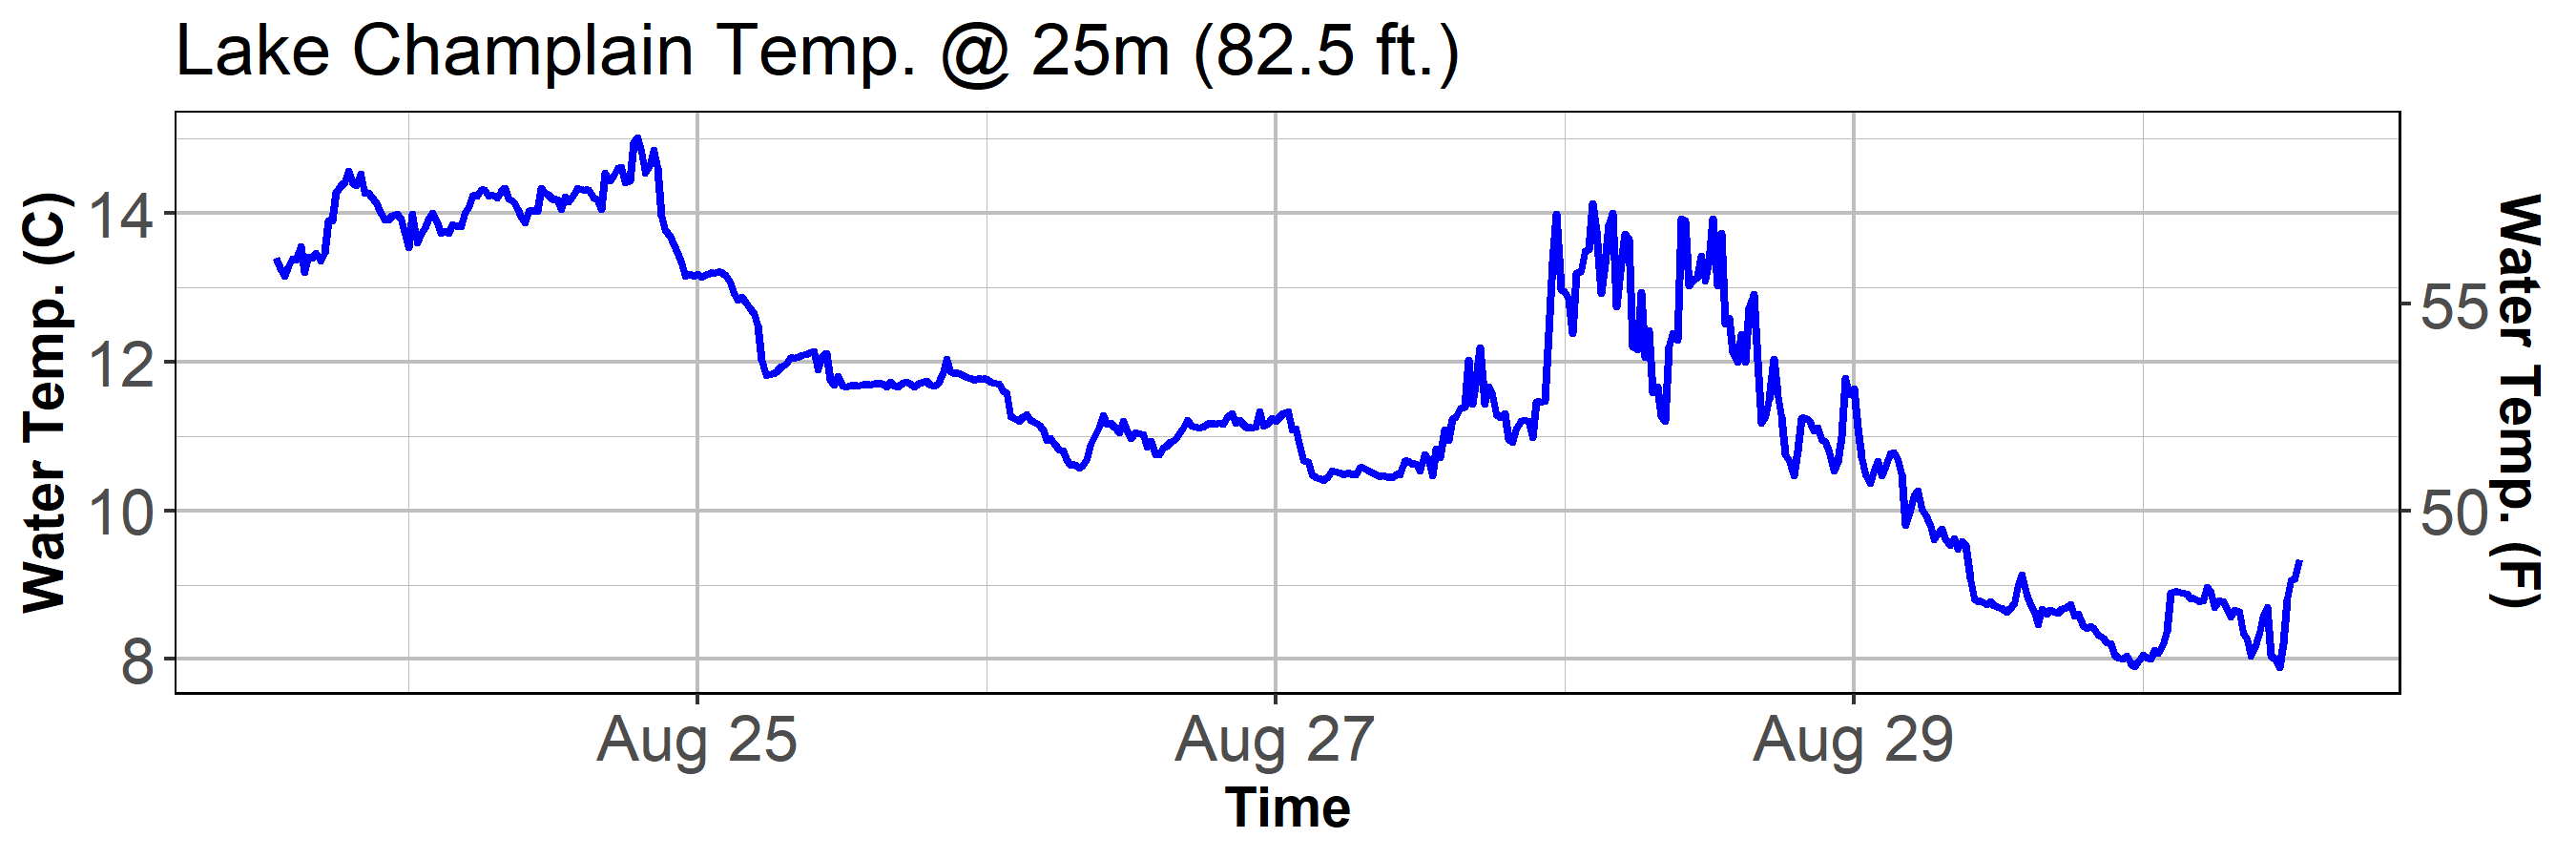 Lake Champlain Temp. @ 25m (82.5 ft.)
Water Temp. (C)
14
12
10
8
55
50
Water Temp. (F)
Aug 25
Aug 27
Aug 29
Time